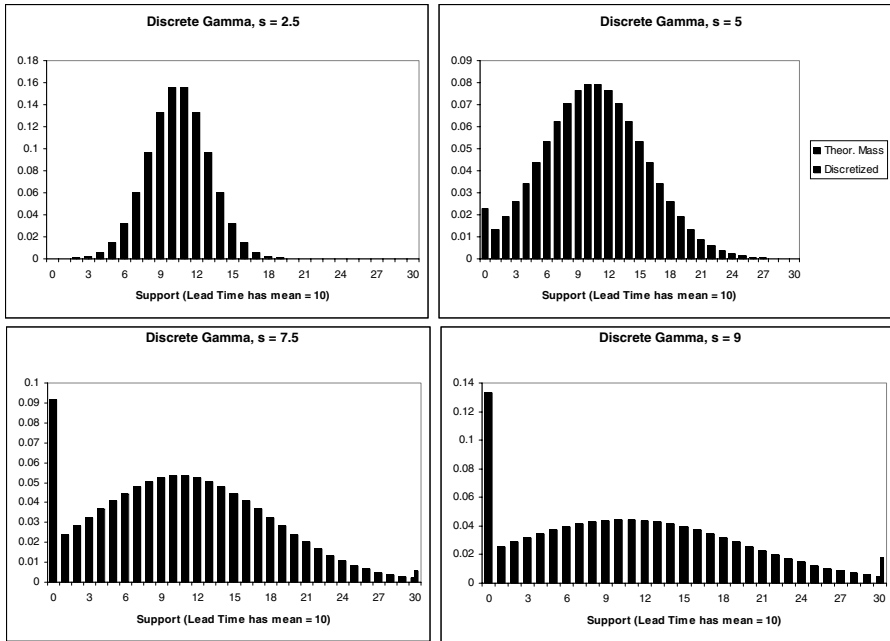 Discrete Gamma, s = 2.5
0.18
0.16
0.14
0.12
0.1
0.08
0.06
0.04
0.02
0
0 3 6 9 12 15 18 21 24 27 30
Support (Lead Time has mean = 10)
Discrete Gamma, s = 5
0.09
0.08
0.07
0.06
0.05
0.04
0.03
0.02
0.01
0
0 3 6 9 12 15 18 21 24 27 30
Support (Lead Time has mean = 10)
Theor. Mass
Discretized
Discrete Gamma, s = 7.5
0.1
0.09
0.08
0.07
0.06
0.05
0.04
0.03
0.02
0.01
0
0 3 6 9 12 15 18 21 24 27 30
Support (Lead Time has mean = 10)
Discrete Gamma, s = 9
0.14
0.12
0.1
0.08
0.06
0.04
0.02
0
0 3 6 9 12 15 18 21 24 27 30
Support (Lead Time has mean = 10)